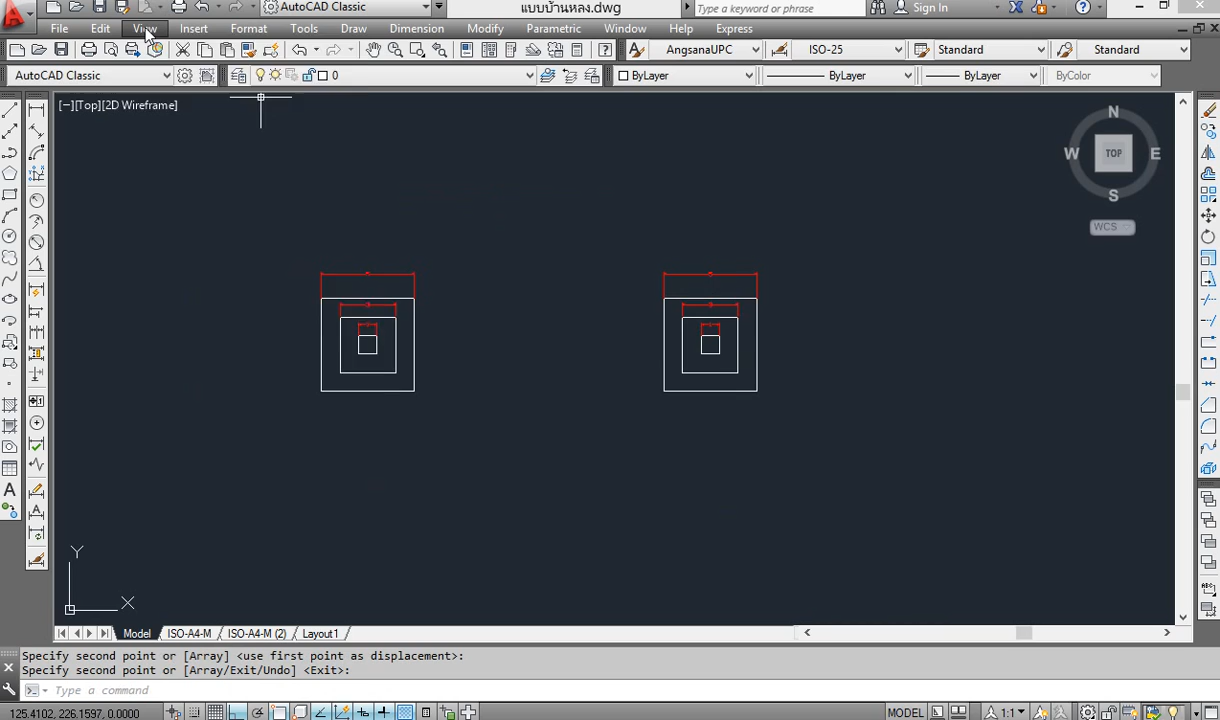 AutoCAD Classic
แบบบ้านหลง.dwg
Type a keyword or phrase
Sign In
File Edit View Insert Format Tools Draw Dimension Modify Parametric Window Help Express
AngsanaUPC ISO-25 Standard Standard
AutoCAD Classic 0 ByLayer ByLayer ByLayer ByColor
[−][Top][2D Wireframe]
N
W TOP E
S
WCS
Y
X
Model ISO-A4-M ISO-A4-M (2) Layout1
Specify second point or [Array] <use first point as displacement>:
Specify second point or [Array/Exit/Undo] <Exit>:
Type a command
125.4102, 226.1597, 0.0000 MODEL 1:1